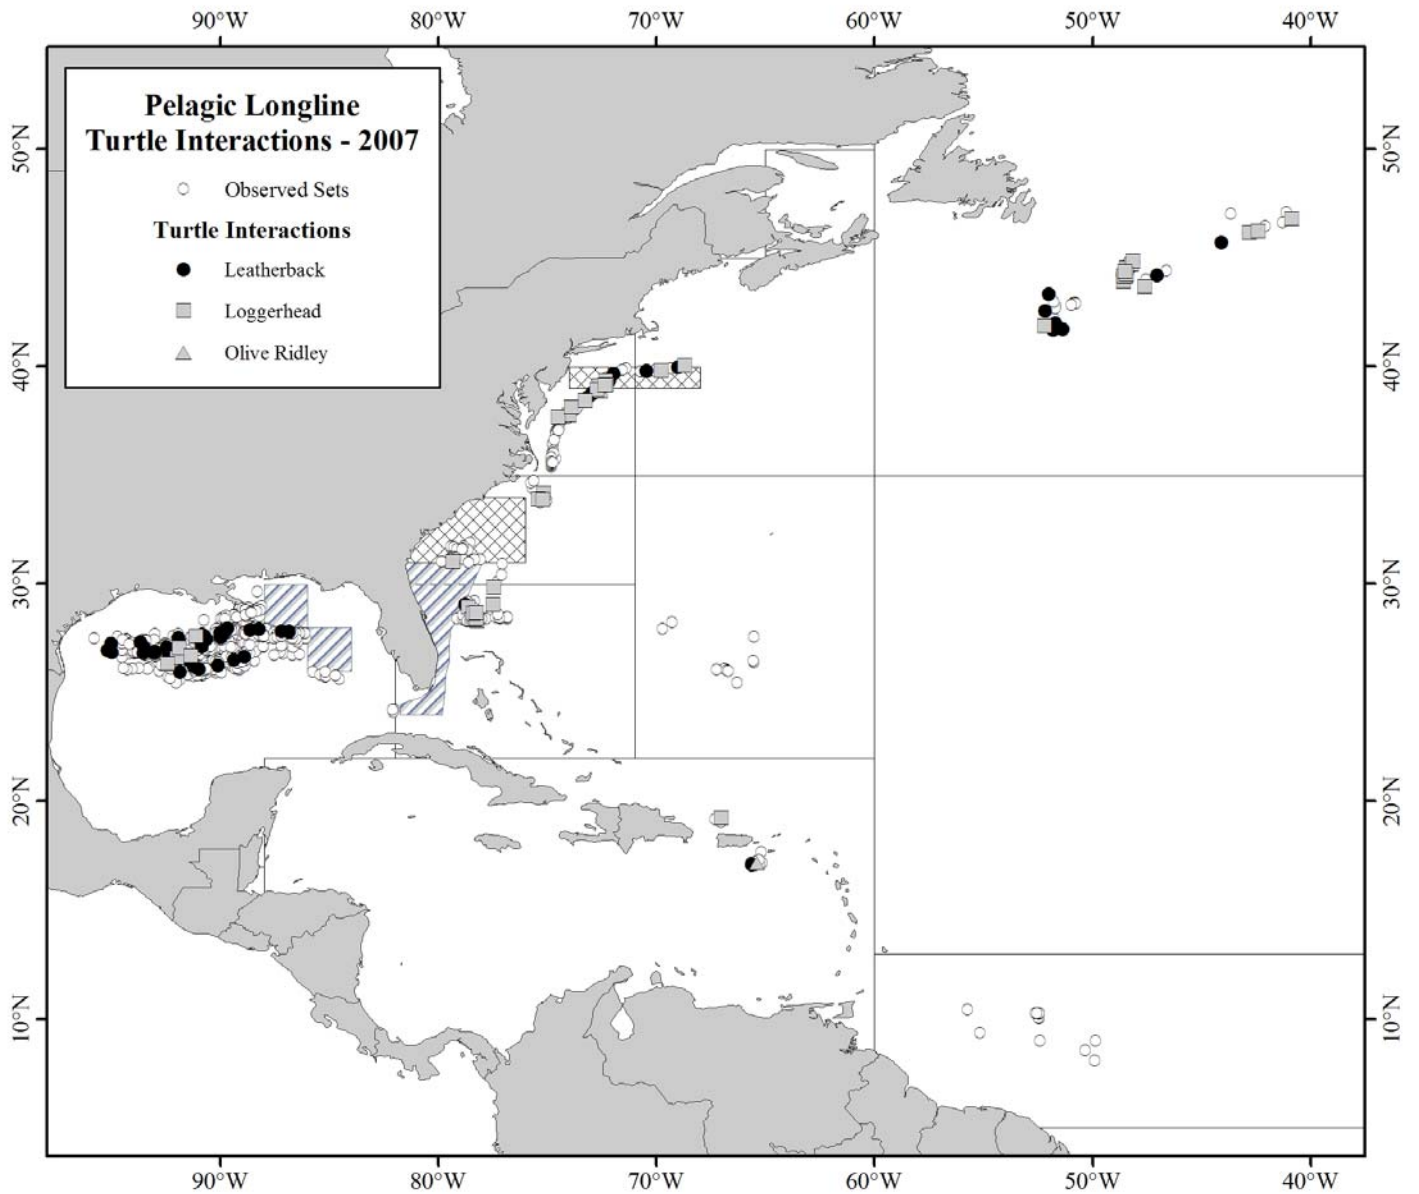 90°W 80°W 70°W 60°W 50°W 40°W
Pelagic Longline
Turtle Interactions - 2007
Observed Sets
Turtle Interactions
Leatherback
Loggerhead
Olive Ridley
50°N 50°N
40°N 40°N
30°N 30°N
20°N 20°N
10°N 10°N
90°W 80°W 70°W 60°W 50°W 40°W